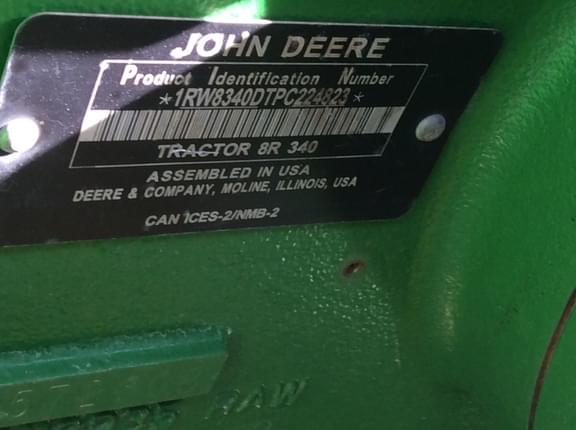 JOHN DEERE
Product Identification Number
*1RW8340DTPC224823*
TRACTOR 8R 340
ASSEMBLED IN USA
DEERE & COMPANY, MOLINE, ILLINOIS, USA
CAN ICES-2/NMB-2
RAW